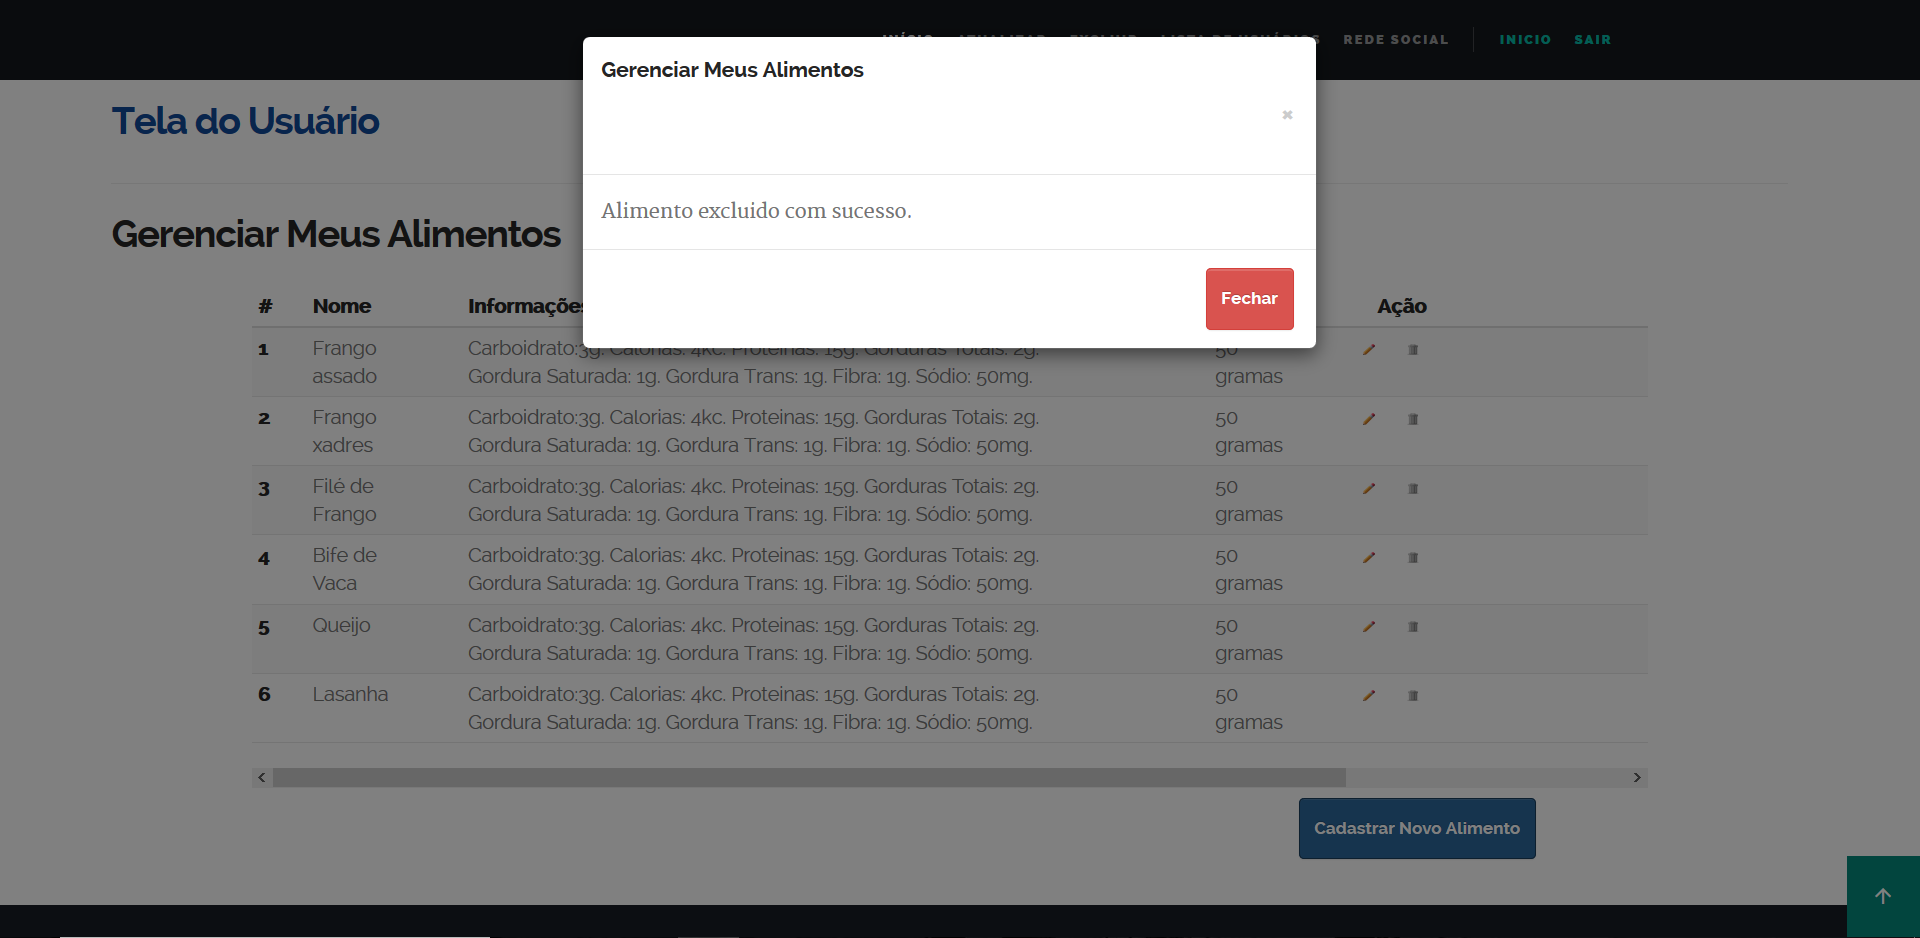 REDE SOCIAL INICIO SAIR
Gerenciar Meus Alimentos
Tela do Usuário
Alimento excluido com sucesso.
Gerenciar Meus Alimentos
Fechar
# Nome Informações Ação
1 Frango assado Carboidrato:3g. Calorias: 4kc. Proteinas: 15g. Gorduras Totais: 2g. 50
Gordura Saturada: 1g. Gordura Trans: 1g. Fibra: 1g. Sódio: 50mg. gramas
2 Frango xadres Carboidrato:3g. Calorias: 4kc. Proteinas: 15g. Gorduras Totais: 2g. 50
Gordura Saturada: 1g. Gordura Trans: 1g. Fibra: 1g. Sódio: 50mg. gramas
3 Filé de Frango Carboidrato:3g. Calorias: 4kc. Proteinas: 15g. Gorduras Totais: 2g. 50
Gordura Saturada: 1g. Gordura Trans: 1g. Fibra: 1g. Sódio: 50mg. gramas
4 Bife de Vaca Carboidrato:3g. Calorias: 4kc. Proteinas: 15g. Gorduras Totais: 2g. 50
Gordura Saturada: 1g. Gordura Trans: 1g. Fibra: 1g. Sódio: 50mg. gramas
5 Queijo Carboidrato:3g. Calorias: 4kc. Proteinas: 15g. Gorduras Totais: 2g. 50
Gordura Saturada: 1g. Gordura Trans: 1g. Fibra: 1g. Sódio: 50mg. gramas
6 Lasanha Carboidrato:3g. Calorias: 4kc. Proteinas: 15g. Gorduras Totais: 2g. 50
Gordura Saturada: 1g. Gordura Trans: 1g. Fibra: 1g. Sódio: 50mg. gramas
Cadastrar Novo Alimento